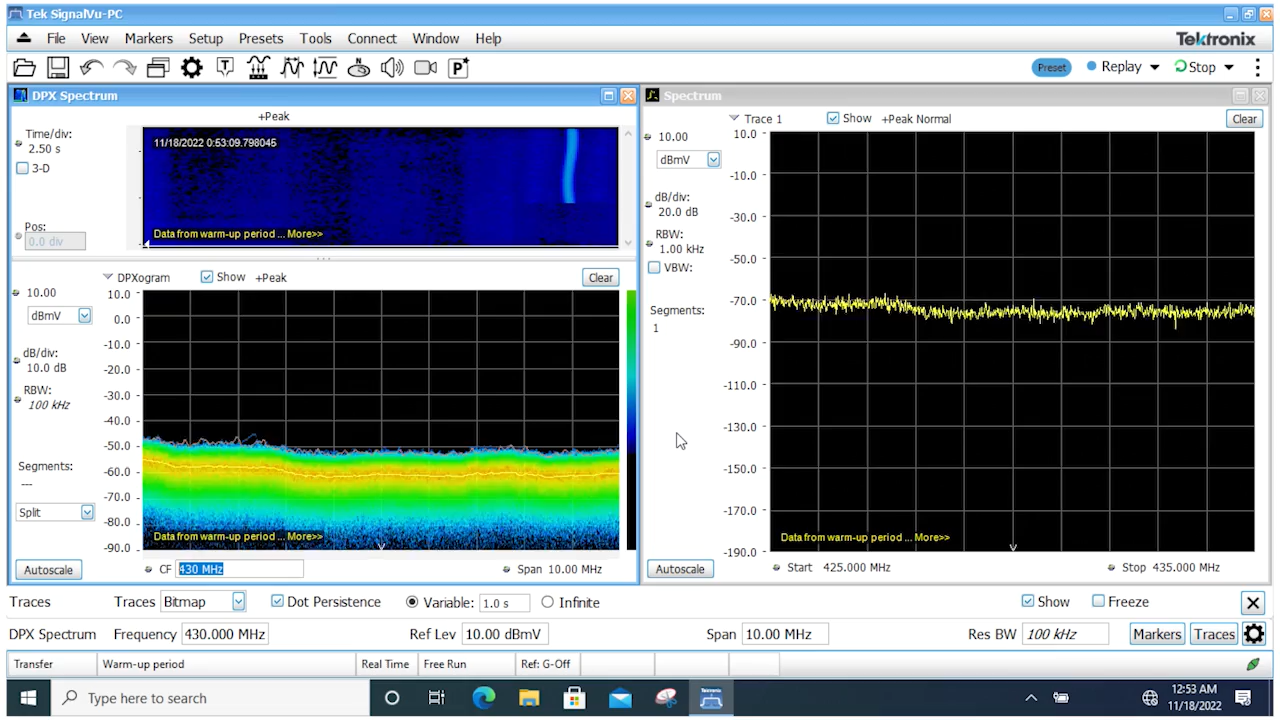 Tek SignalVu-PC
File View Markers Setup Presets Tools Connect Window Help
Tektronix
Preset Replay Stop
DPX Spectrum
+Peak
Time/div:
2.50 s
3-D
Pos:
0.0 div
11/18/2022 0:53:09.798045
Data from warm-up period ... More>>
DPXogram Show +Peak Clear
10.00
dBmV
dB/div:
10.0 dB
RBW:
100 kHz
Segments:
---
Split
10.0
0.0
-10.0
-20.0
-30.0
-40.0
-50.0
-60.0
-70.0
-80.0
-90.0
Data from warm-up period ... More>>
Autoscale CF 430 MHz Span 10.00 MHz
Spectrum
Trace 1 Show +Peak Normal Clear
10.00
dBmV
dB/div:
20.0 dB
RBW:
1.00 kHz
VBW:
Segments:
1
10.0
-10.0
-30.0
-50.0
-70.0
-90.0
-110.0
-130.0
-150.0
-170.0
-190.0
Data from warm-up period ... More>>
Autoscale Start 425.000 MHz Stop 435.000 MHz
Traces Traces Bitmap Dot Persistence Variable: 1.0 s Infinite Show Freeze
DPX Spectrum Frequency 430.000 MHz Ref Lev 10.00 dBmV Span 10.00 MHz Res BW 100 kHz Markers Traces
Transfer Warm-up period Real Time Free Run Ref: G-Off
Type here to search
Tektronix
12:53 AM
11/18/2022